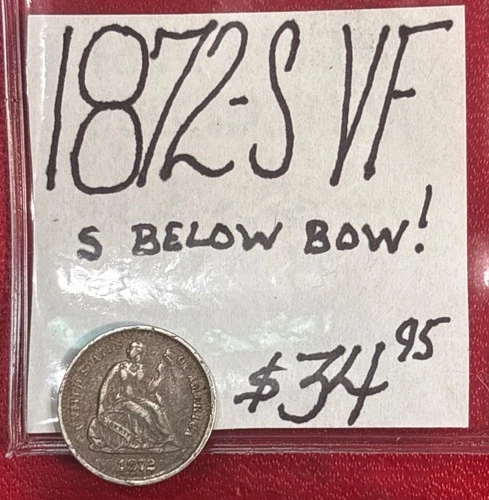 1872-S VF
S BELOW BOW!
$34.95
UNITED STATES OF AMERICA
1872